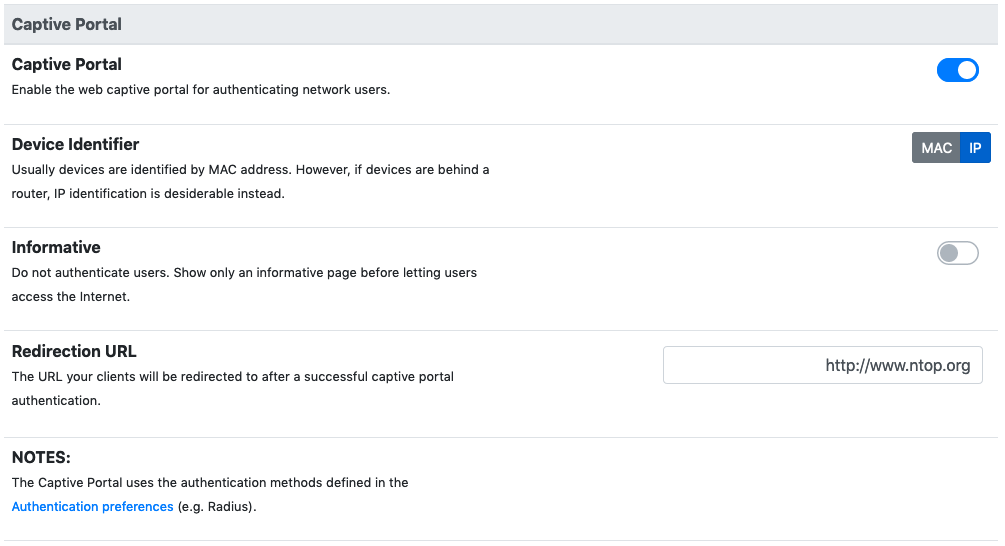 Captive Portal
Captive Portal
Enable the web captive portal for authenticating network users.
Device Identifier
MAC IP
Usually devices are identified by MAC address. However, if devices are behind a
router, IP identification is desiderable instead.
Informative
Do not authenticate users. Show only an informative page before letting users
access the Internet.
Redirection URL
http://www.ntop.org
The URL your clients will be redirected to after a successful captive portal
authentication.
NOTES:
The Captive Portal uses the authentication methods defined in the
Authentication preferences (e.g. Radius).